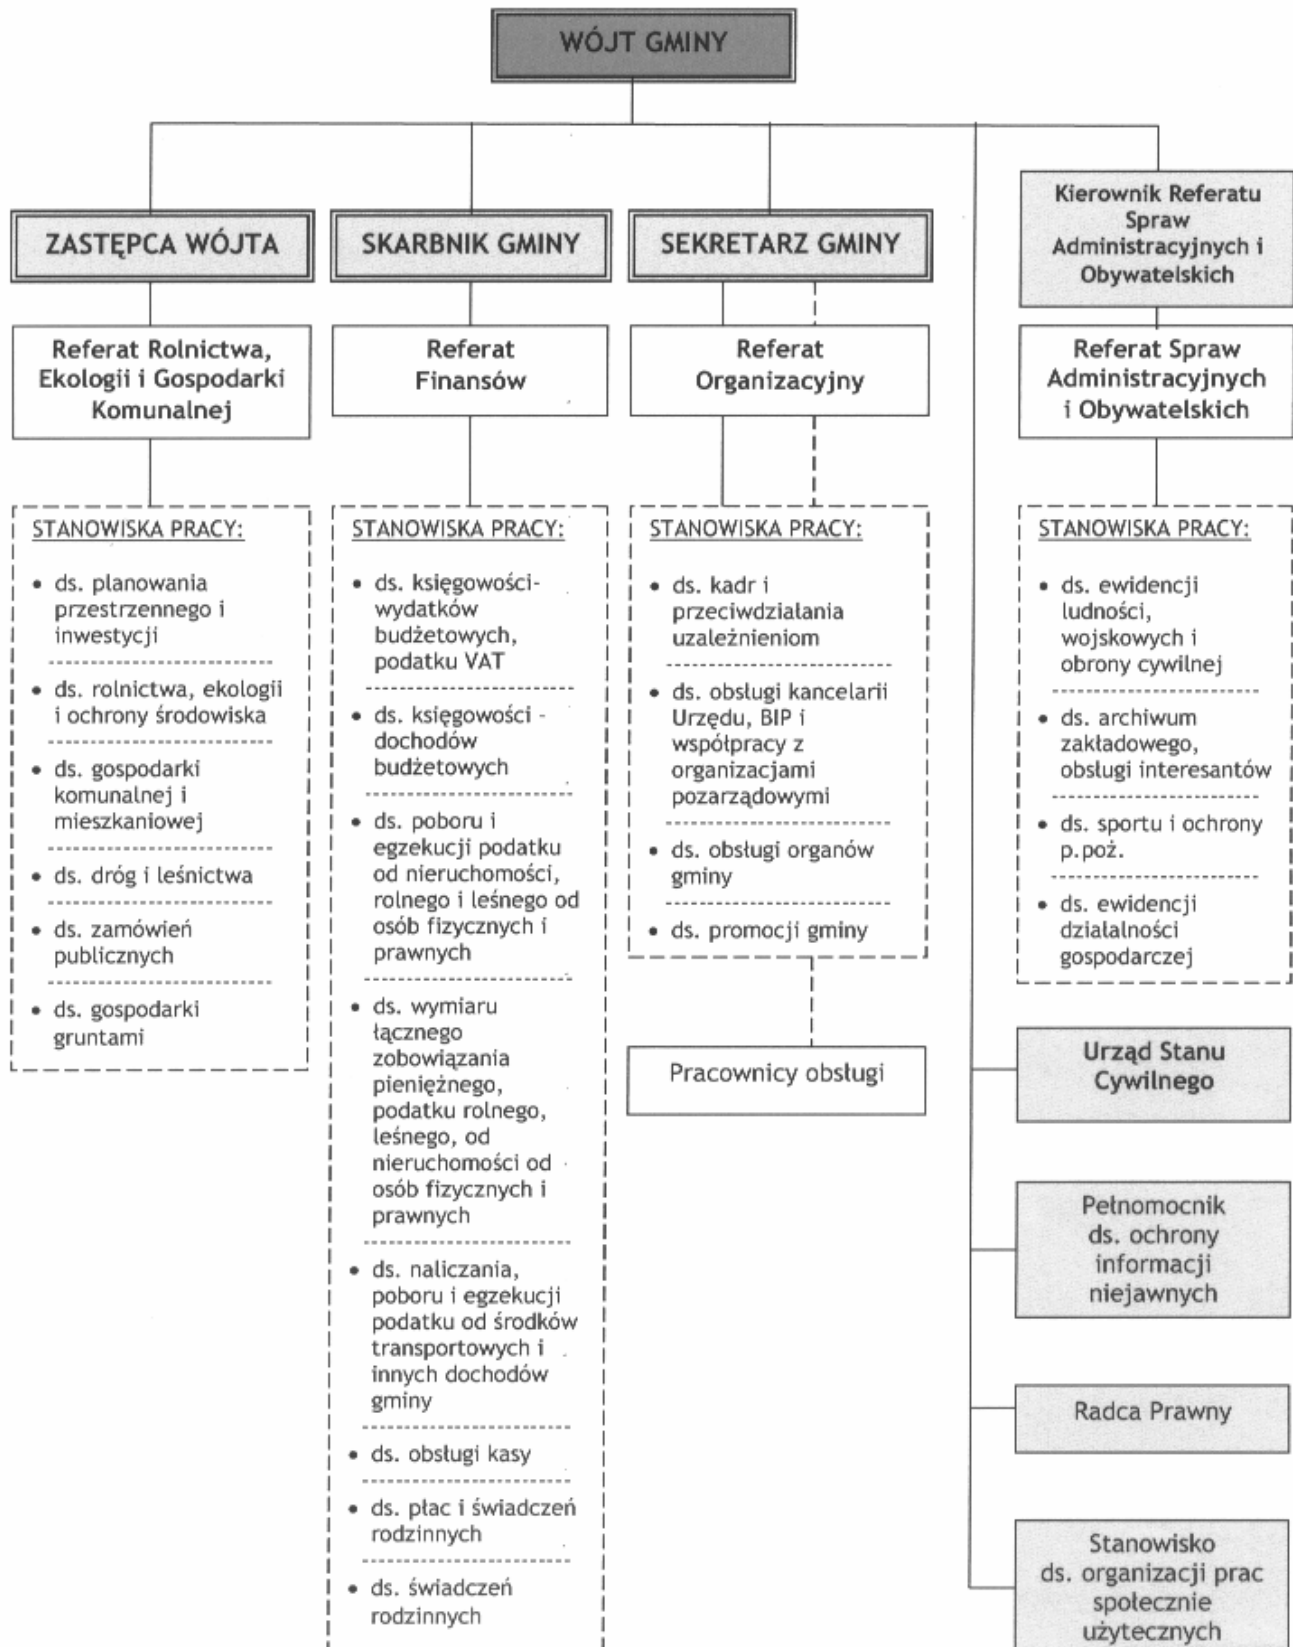 WÓJT GMINY
ZASTĘPCA WÓJTA
Referat Rolnictwa,
Ekologii i Gospodarki
Komunalnej
STANOWISKA PRACY:
• ds. planowania
przestrzennego i
inwestycji
• ds. rolnictwa, ekologii
i ochrony środowiska
• ds. gospodarki
komunalnej i
mieszkaniowej
• ds. dróg i leśnictwa
• ds. zamówień
publicznych
• ds. gospodarki
gruntami
SKARBNIK GMINY
Referat
Finansów
STANOWISKA PRACY:
• ds. księgowości-
wydatków
budżetowych,
podatku VAT
• ds. księgowości -
dochodów
budżetowych
• ds. poboru i
egzekucji podatku
od nieruchomości,
rolnego i leśnego od
osób fizycznych i
prawnych
• ds. wymiaru
łącznego
zobowiązania
pieniężnego,
podatku rolnego,
leśnego, od
nieruchomości od
osób fizycznych i
prawnych
• ds. naliczania,
poboru i egzekucji
podatku od środków
transportowych i
innych dochodów
gminy
• ds. obsługi kasy
• ds. płac i świadczeń
rodzinnych
• ds. świadczeń
rodzinnych
SEKRETARZ GMINY
Referat
Organizacyjny
STANOWISKA PRACY:
• ds. kadr i
przeciwdziałania
uzależnieniom
• ds. obsługi kancelarii
Urzędu, BIP i
współpracy z
organizacjami
pozarządowymi
• ds. obsługi organów
gminy
• ds. promocji gminy
Pracownicy obsługi
Kierownik Referatu
Spraw
Administracyjnych i
Obywatelskich
Referat Spraw
Administracyjnych
i Obywatelskich
STANOWISKA PRACY:
• ds. ewidencji
ludności,
wojskowych i
obrony cywilnej
• ds. archiwum
zakładowego,
obsługi interesantów
• ds. sportu i ochrony
p.poż.
• ds. ewidencji
działalności
gospodarczej
Urząd Stanu
Cywilnego
Pełnomocnik
ds. ochrony
informacji
niejawnych
Radca Prawny
Stanowisko
ds. organizacji prac
społecznie
użytecznych